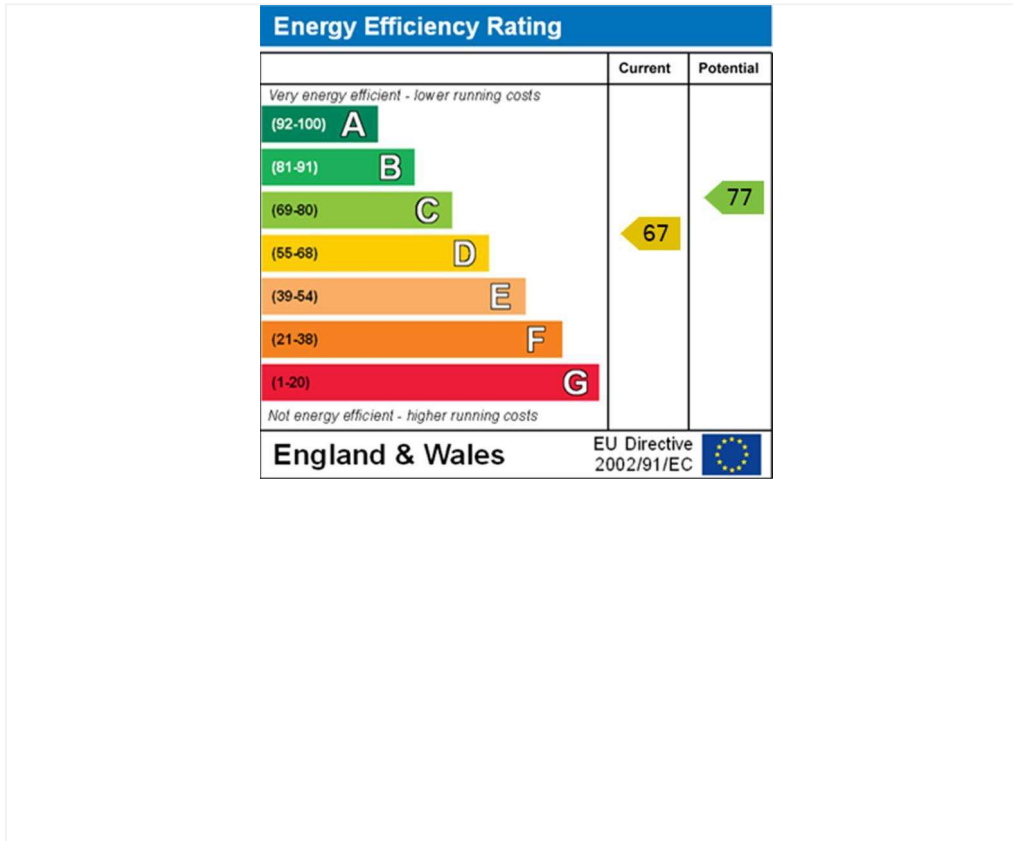 Energy Efficiency Rating
Current Potential
Very energy efficient - lower running costs
(92-100) A
(81-91) B
(69-80) C
77
(55-68) D
67
(39-54) E
(21-38) F
(1-20) G
Not energy efficient - higher running costs
England & Wales
EU Directive
2002/91/EC